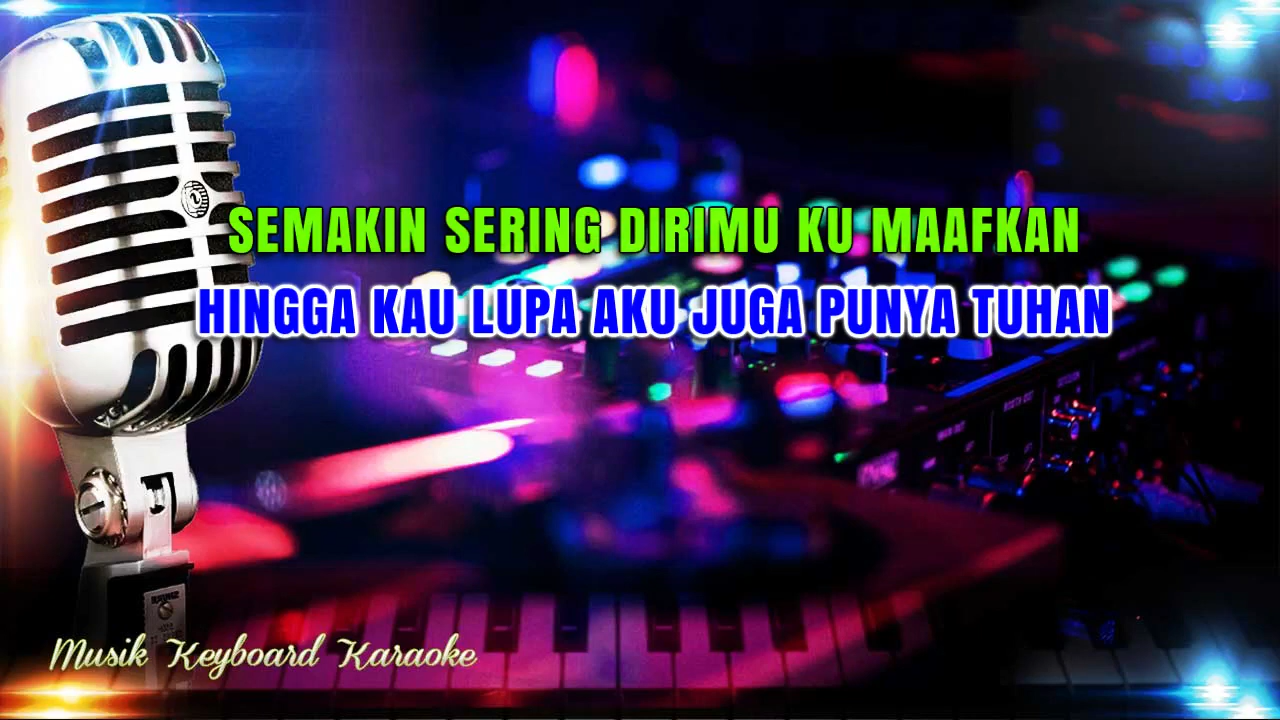 SEMAKIN SERING DIRIMU KU MAAFKAN
HINGGA KAU LUPA AKU JUGA PUNYA TUHAN
Musik Keyboard Karaoke